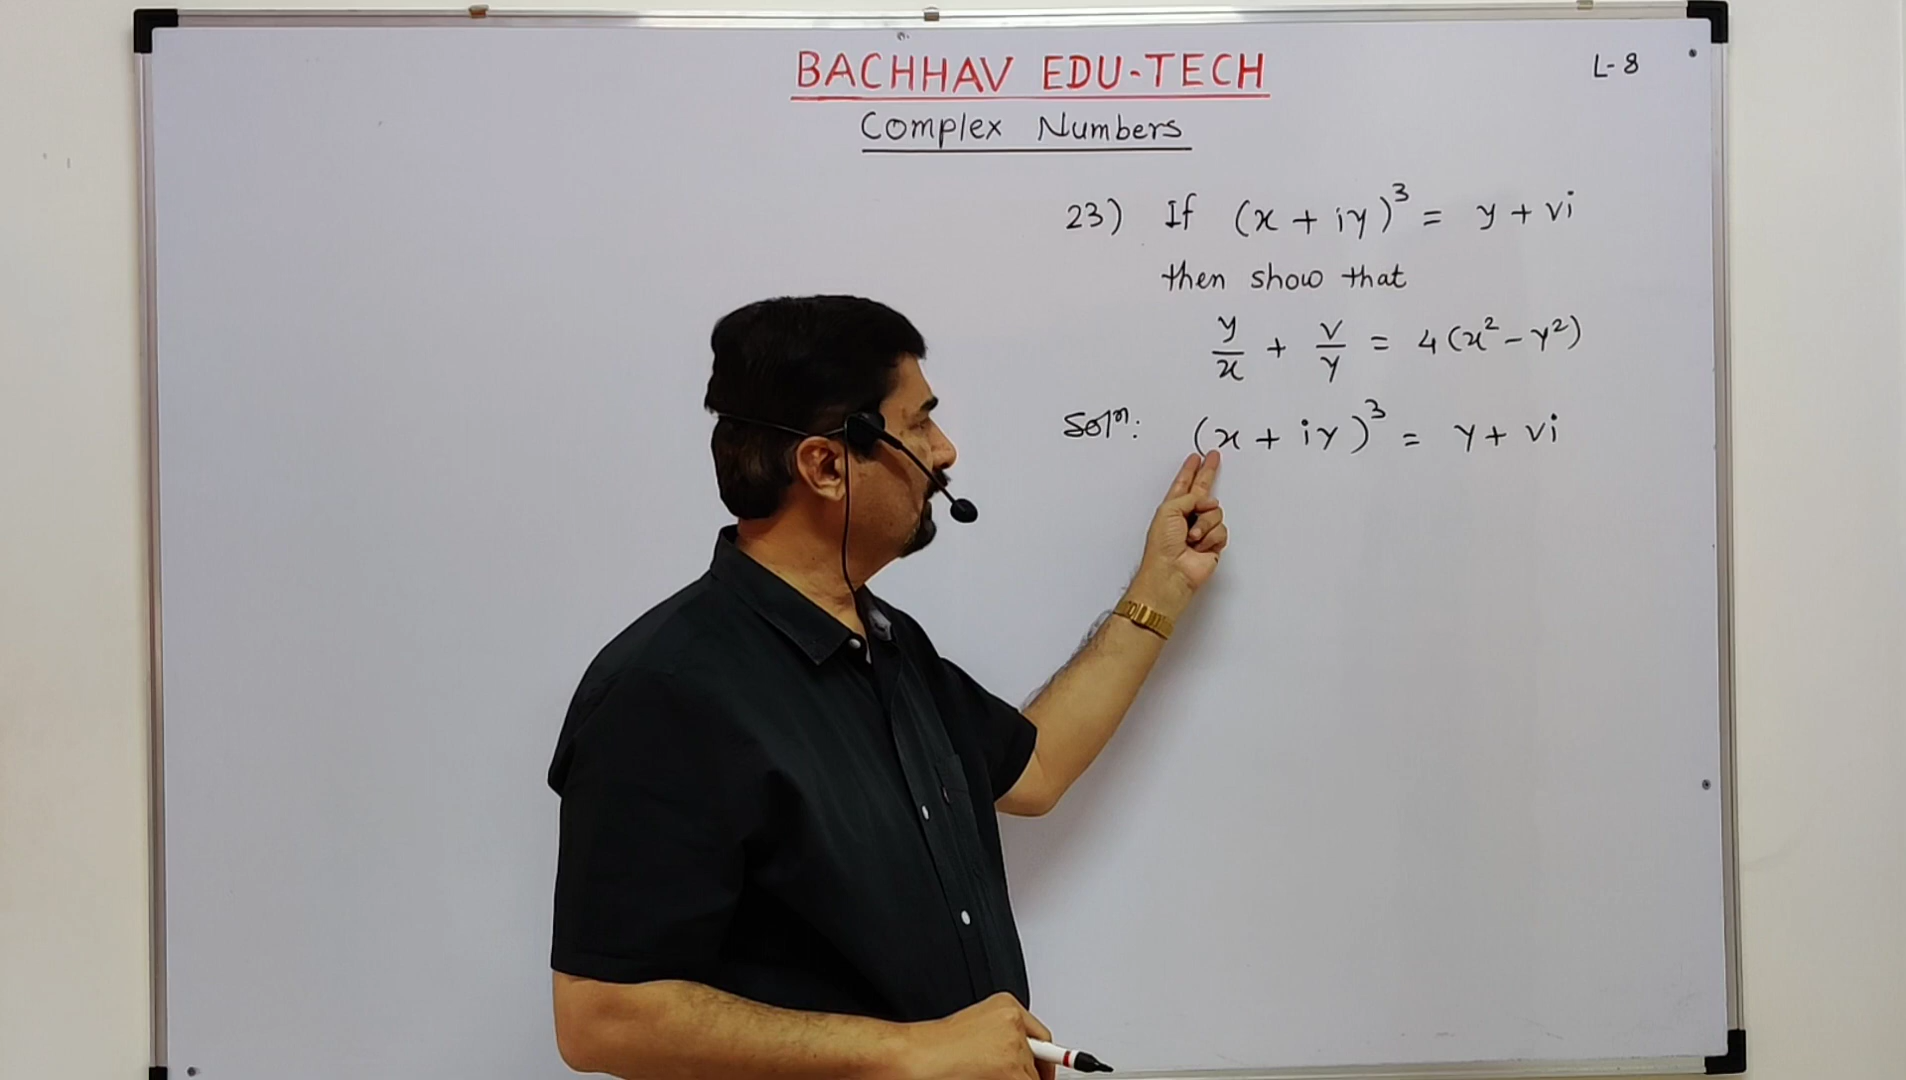 BACHHAV EDU-TECH
L-8
Complex Numbers
23) If (x + iy)³ = y + vi
then show that
y/x + v/y = 4(x² - y²)
Solⁿ: (x + iy)³ = y + vi